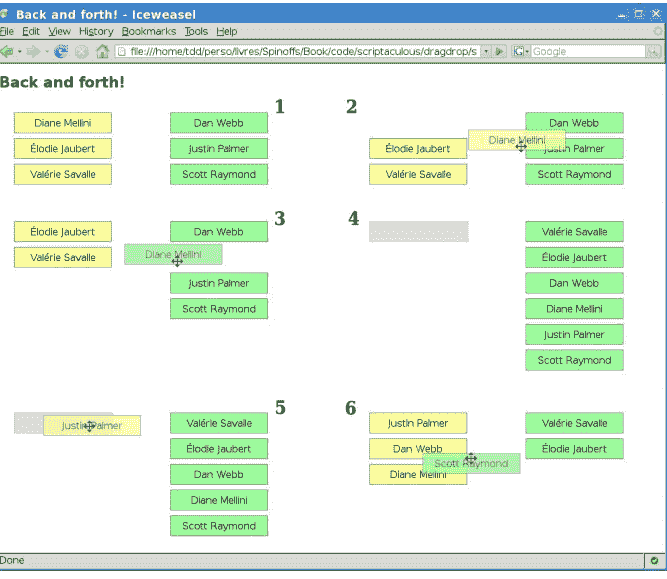 Back and forth! - Iceweasel
File Edit View History Bookmarks Tools Help
file:///home/tdd/perso/livres/Spinoffs/Book/code/scriptaculous/dragdrop/s
Google
Back and forth!
1
Diane Mellini Dan Webb
Élodie Jaubert Justin Palmer
Valérie Savalle Scott Raymond
2
Dan Webb
Diane Mellini
Élodie Jaubert Justin Palmer
Valérie Savalle Scott Raymond
3
Élodie Jaubert Dan Webb
Valérie Savalle Diane Mellini
Justin Palmer
Scott Raymond
4
Valérie Savalle
Élodie Jaubert
Dan Webb
Diane Mellini
Justin Palmer
Scott Raymond
5
Justin Palmer Valérie Savalle
Élodie Jaubert
Dan Webb
Diane Mellini
Scott Raymond
6
Justin Palmer Valérie Savalle
Dan Webb Élodie Jaubert
Scott Raymond
Diane Mellini
Done